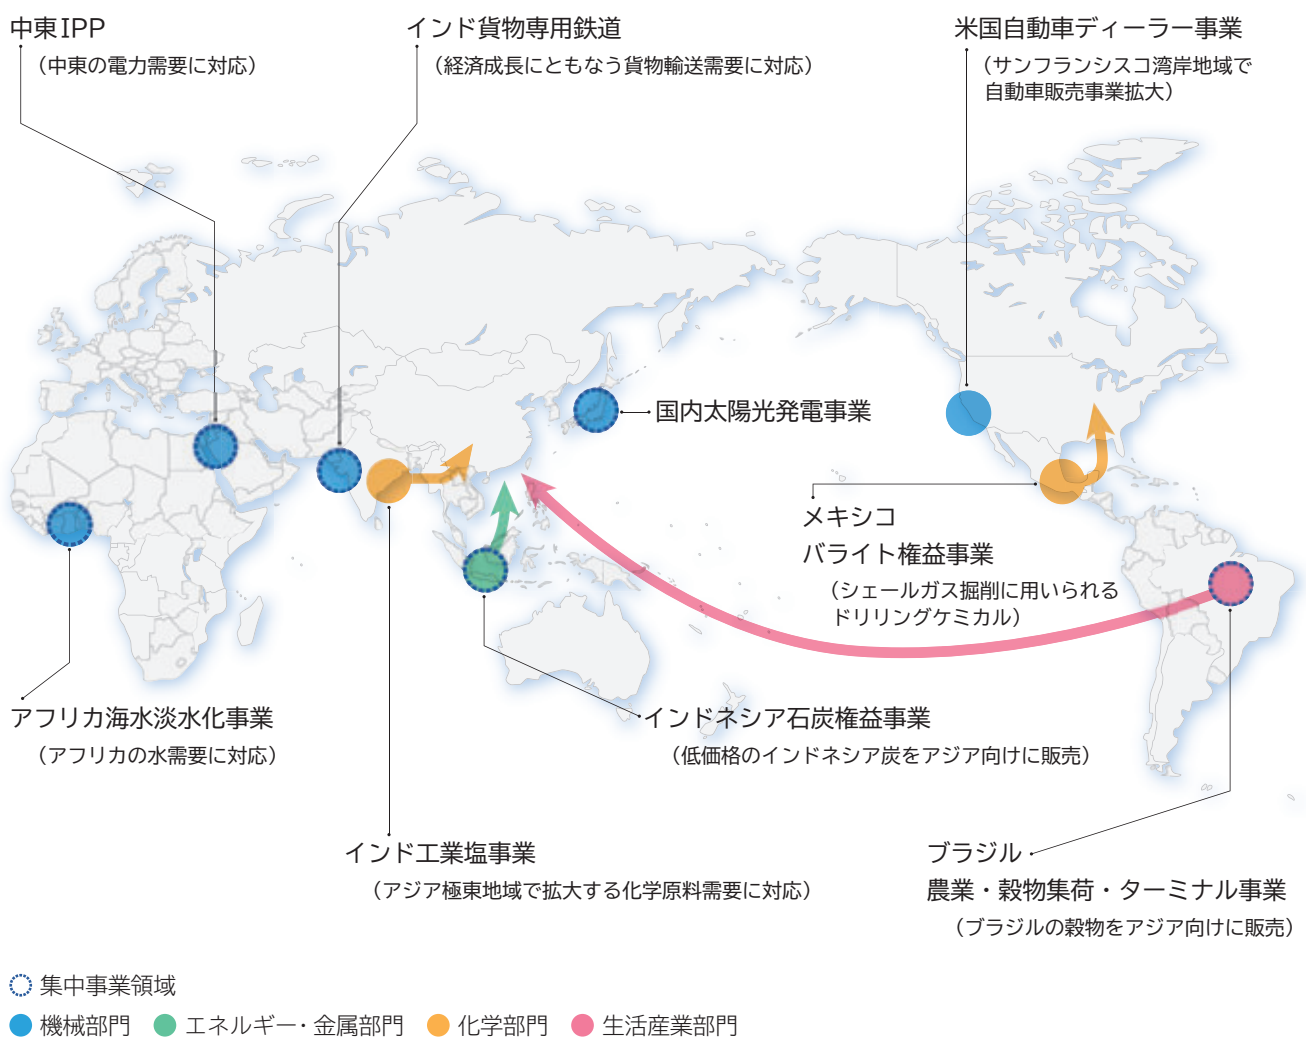 中東IPP
（中東の電力需要に対応）
インド貨物専用鉄道
（経済成長にともなう貨物輸送需要に対応）
米国自動車ディーラー事業
（サンフランシスコ湾岸地域で
自動車販売事業拡大）
国内太陽光発電事業
メキシコ
バライト権益事業
（シェールガス掘削に用いられる
ドリリングケミカル）
アフリカ海水淡水化事業
（アフリカの水需要に対応）
インドネシア石炭権益事業
（低価格のインドネシア炭をアジア向けに販売）
インド工業塩事業
（アジア極東地域で拡大する化学原料需要に対応）
ブラジル
農業・穀物集荷・ターミナル事業
（ブラジルの穀物をアジア向けに販売）
集中事業領域
機械部門 エネルギー・金属部門 化学部門 生活産業部門